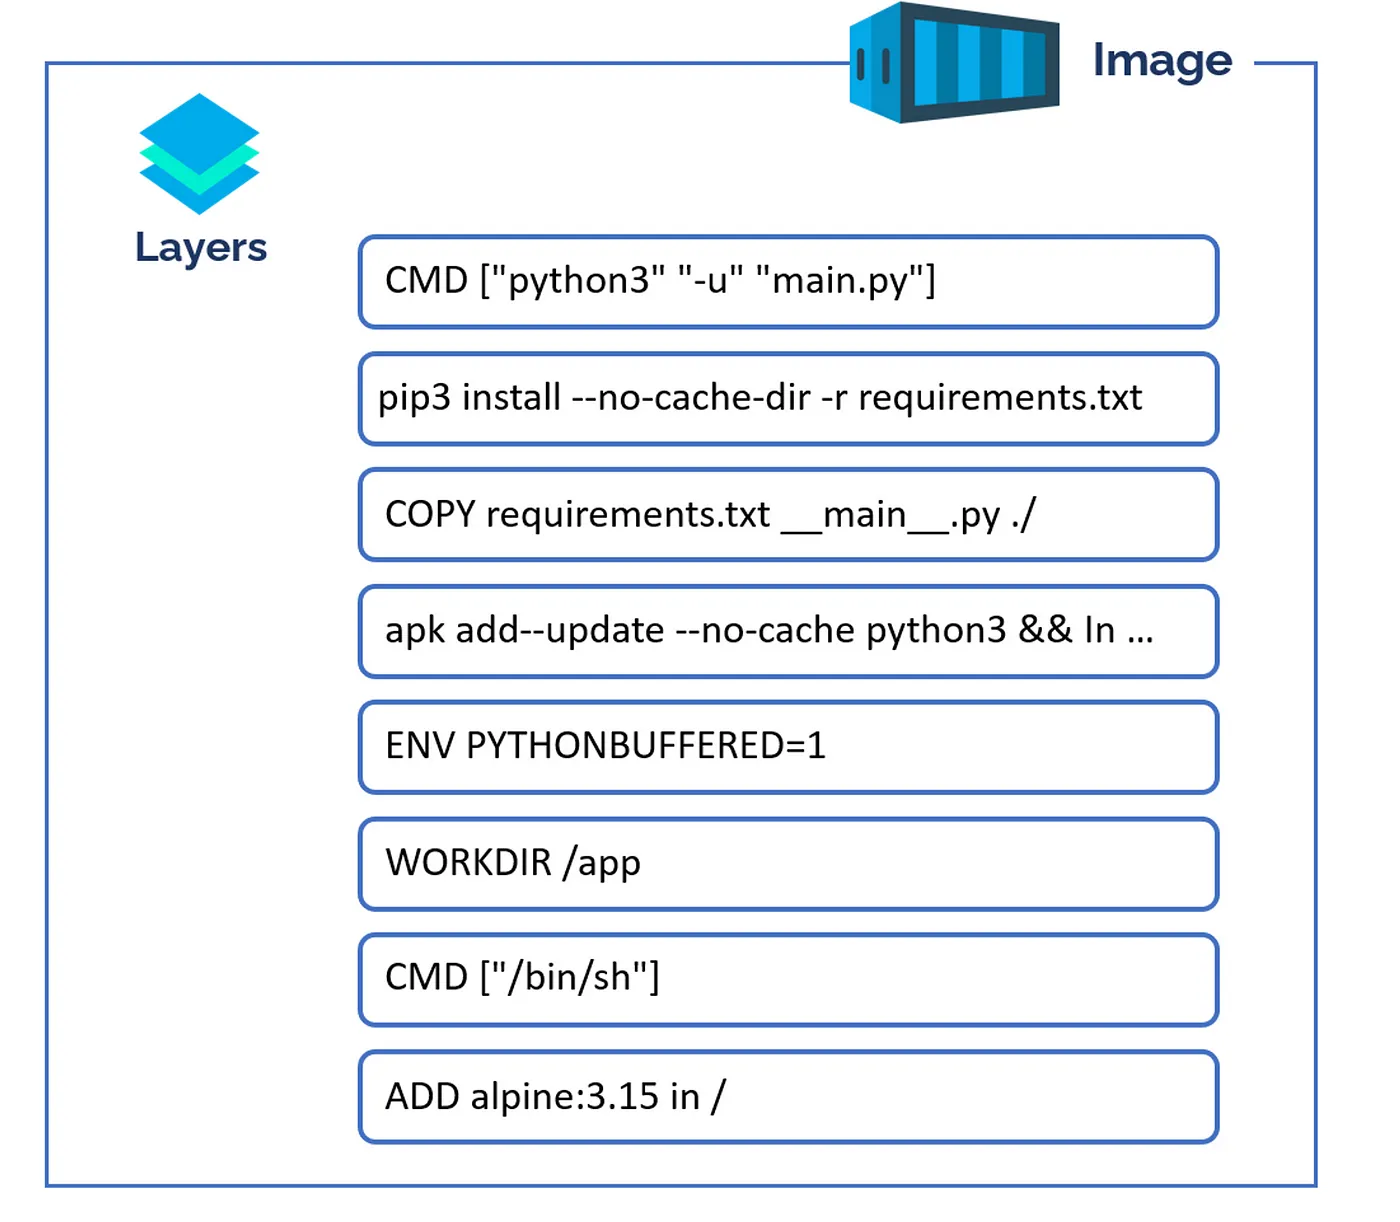 Image
Layers
CMD ["python3" "-u" "main.py"]
pip3 install --no-cache-dir -r requirements.txt
COPY requirements.txt __main__.py ./
apk add--update --no-cache python3 && ln ...
ENV PYTHONBUFFERED=1
WORKDIR /app
CMD ["/bin/sh"]
ADD alpine:3.15 in /